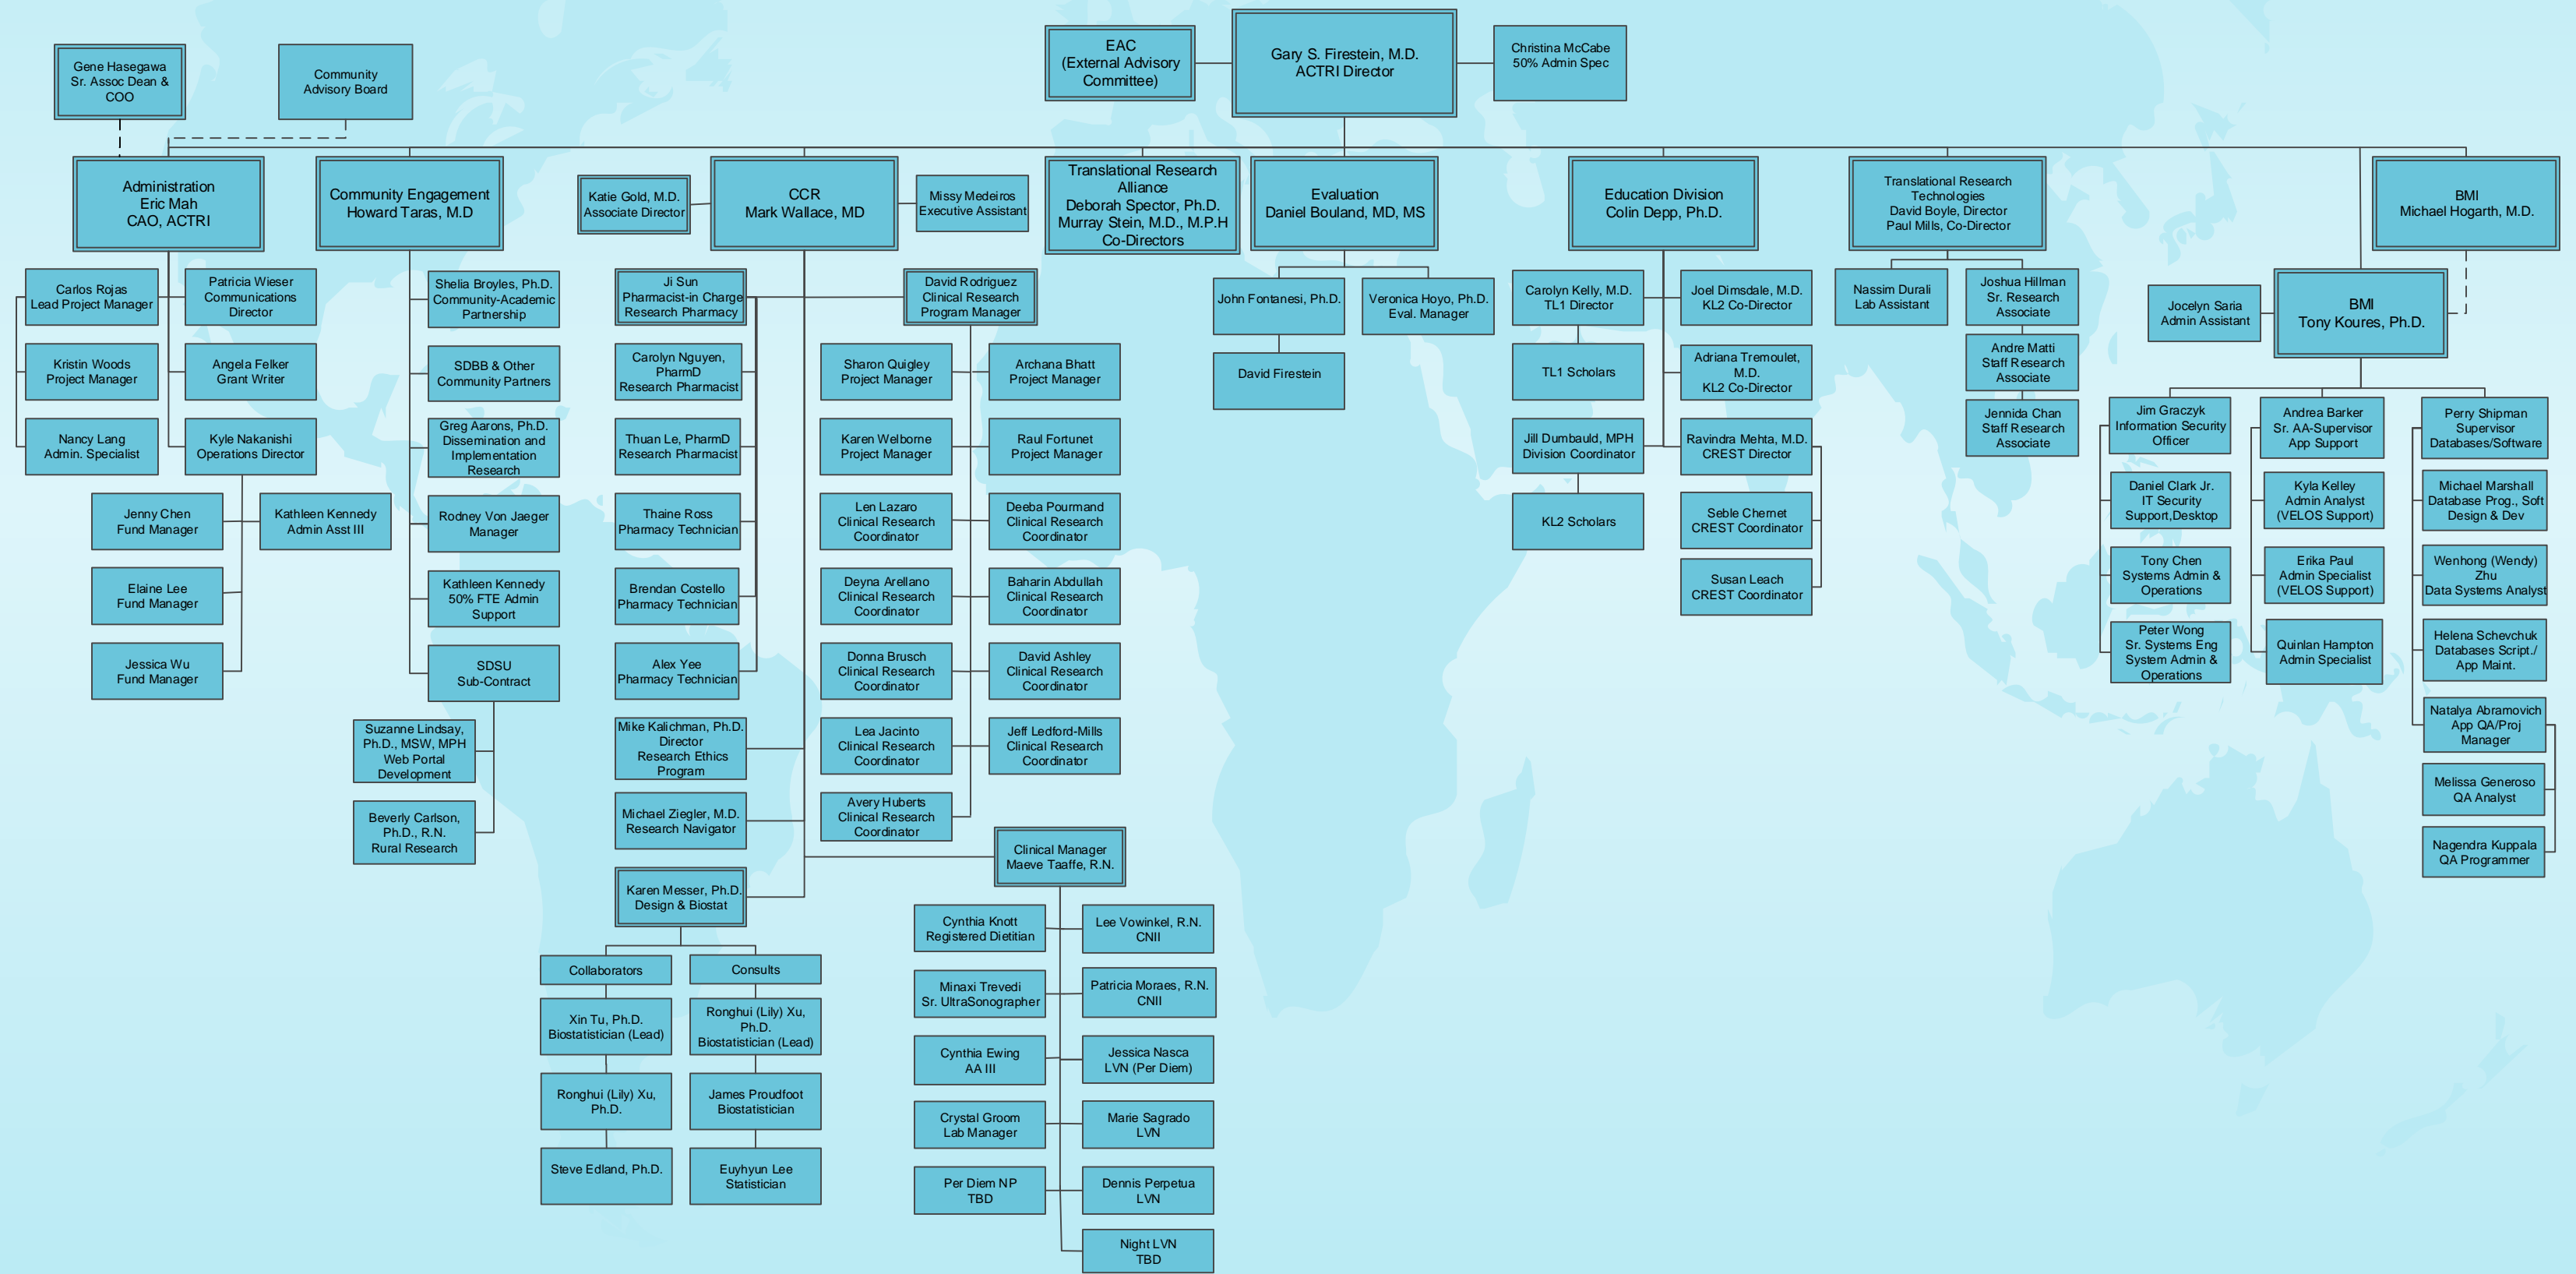 EAC
(External Advisory
Committee)
Gary S. Firestein, M.D.
ACTRI Director
Christina McCabe
50% Admin Spec
Gene Hasegawa
Sr. Assoc Dean &
COO
Community
Advisory Board
Administration
Eric Mah
CAO, ACTRI
Community Engagement
Howard Taras, M.D
Katie Gold, M.D.
Associate Director
CCR
Mark Wallace, MD
Missy Medeiros
Executive Assistant
Translational Research
Alliance
Deborah Spector, Ph.D.
Murray Stein, M.D., M.P.H
Co-Directors
Evaluation
Daniel Bouland, MD, MS
Education Division
Colin Depp, Ph.D.
Translational Research
Technologies
David Boyle, Director
Paul Mills, Co-Director
BMI
Michael Hogarth, M.D.
Carlos Rojas
Lead Project Manager
Patricia Wieser
Communications
Director
Kristin Woods
Project Manager
Angela Felker
Grant Writer
Nancy Lang
Admin. Specialist
Kyle Nakanishi
Operations Director
Jenny Chen
Fund Manager
Kathleen Kennedy
Admin Asst III
Elaine Lee
Fund Manager
Jessica Wu
Fund Manager
Shelia Broyles, Ph.D.
Community-Academic
Partnership
SDBB & Other
Community Partners
Greg Aarons, Ph.D.
Dissemination and
Implementation
Research
Rodney Von Jaeger
Manager
Kathleen Kennedy
50% FTE Admin
Support
SDSU
Sub-Contract
Suzanne Lindsay,
Ph.D., MSW, MPH
Web Portal
Development
Beverly Carlson,
Ph.D., R.N.
Rural Research
Ji Sun
Pharmacist-in Charge
Research Pharmacy
Carolyn Nguyen,
PharmD
Research Pharmacist
Thuan Le, PharmD
Research Pharmacist
Thaine Ross
Pharmacy Technician
Brendan Costello
Pharmacy Technician
Alex Yee
Pharmacy Technician
Mike Kalichman, Ph.D.
Director
Research Ethics
Program
Michael Ziegler, M.D.
Research Navigator
Karen Messer, Ph.D.
Design & Biostat
Collaborators
Consults
Xin Tu, Ph.D.
Biostatistician (Lead)
Ronghui (Lily) Xu,
Ph.D.
Biostatistician (Lead)
Ronghui (Lily) Xu,
Ph.D.
James Proudfoot
Biostatistician
Steve Edland, Ph.D.
Euyhyun Lee
Statistician
David Rodriguez
Clinical Research
Program Manager
Sharon Quigley
Project Manager
Archana Bhatt
Project Manager
Karen Welborne
Project Manager
Raul Fortunet
Project Manager
Len Lazaro
Clinical Research
Coordinator
Deeba Pourmand
Clinical Research
Coordinator
Deyna Arellano
Clinical Research
Coordinator
Baharin Abdullah
Clinical Research
Coordinator
Donna Brusch
Clinical Research
Coordinator
David Ashley
Clinical Research
Coordinator
Lea Jacinto
Clinical Research
Coordinator
Jeff Ledford-Mills
Clinical Research
Coordinator
Avery Huberts
Clinical Research
Coordinator
Clinical Manager
Maeve Taaffe, R.N.
Cynthia Knott
Registered Dietitian
Lee Vowinkel, R.N.
CNII
Minaxi Trevedi
Sr. UltraSonographer
Patricia Moraes, R.N.
CNII
Cynthia Ewing
AA III
Jessica Nasca
LVN (Per Diem)
Crystal Groom
Lab Manager
Marie Sagrado
LVN
Per Diem NP
TBD
Dennis Perpetua
LVN
Night LVN
TBD
John Fontanesi, Ph.D.
Veronica Hoyo, Ph.D.
Eval. Manager
David Firestein
Carolyn Kelly, M.D.
TL1 Director
Joel Dimsdale, M.D.
KL2 Co-Director
TL1 Scholars
Adriana Tremoulet,
M.D.
KL2 Co-Director
Jill Dumbauld, MPH
Division Coordinator
Ravindra Mehta, M.D.
CREST Director
KL2 Scholars
Seble Chernet
CREST Coordinator
Susan Leach
CREST Coordinator
Nassim Durali
Lab Assistant
Joshua Hillman
Sr. Research
Associate
Andre Matti
Staff Research
Associate
Jennida Chan
Staff Research
Associate
Jocelyn Saria
Admin Assistant
BMI
Tony Koures, Ph.D.
Jim Graczyk
Information Security
Officer
Daniel Clark Jr.
IT Security
Support,Desktop
Tony Chen
Systems Admin &
Operations
Peter Wong
Sr. Systems Eng
System Admin &
Operations
Andrea Barker
Sr. AA-Supervisor
App Support
Kyla Kelley
Admin Analyst
(VELOS Support)
Erika Paul
Admin Specialist
(VELOS Support)
Quinlan Hampton
Admin Specialist
Perry Shipman
Supervisor
Databases/Software
Michael Marshall
Database Prog., Soft
Design & Dev
Wenhong (Wendy)
Zhu
Data Systems Analyst
Helena Schevchuk
Databases Script./
App Maint.
Natalya Abramovich
App QA/Proj
Manager
Melissa Generoso
QA Analyst
Nagendra Kuppala
QA Programmer